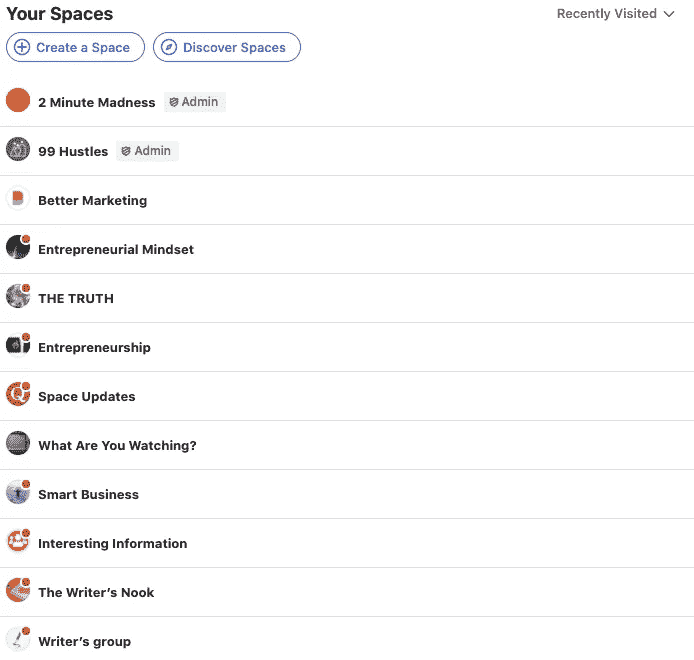 Your Spaces
Recently Visited
Create a Space
Discover Spaces
2 Minute Madness Admin
99 Hustles Admin
Better Marketing
Entrepreneurial Mindset
THE TRUTH
Entrepreneurship
Space Updates
What Are You Watching?
Smart Business
Interesting Information
The Writer’s Nook
Writer’s group